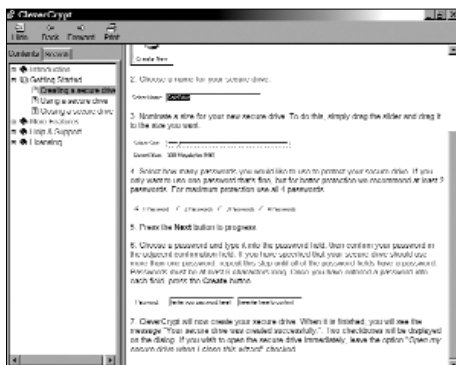 CleverCrypt
Hide Back Forward Print
Contents
Introduction
Getting Started
Creating a secure drive
Using a secure drive
Closing a secure drive
More Features
Help & Support
Licensing
Create New
2. Choose a name for your secure drive.
3. Nominate a size for your new secure drive. To do this, simply drag the slider and drag it
to the size you want.
4. Select how many passwords you would like to use to protect your secure drive. If you
only want to use one password that's fine, but for better protection we recommend at least 2
passwords. For maximum protection use all 4 passwords.
1 Password 2 Passwords 3 Passwords 4 Passwords
5. Press the Next button to progress.
6. Choose a password and type it into the password field, then confirm your password in
the adjacent confirmation field. If you have specified that your secure drive should use
more than one password, repeat this step until all of the password fields have a password.
Passwords must be at least characters long. Once you have entered a password into
each field, press the Create button.
Password:
7. CleverCrypt will now create your secure drive. When it is finished, you will see the
message "Your secure drive was created successfully.". Two checkboxes will be displayed
on the dialog. If you wish to open the secure drive immediately, leave the option "Open my
secure drive when I close this wizard" checked.